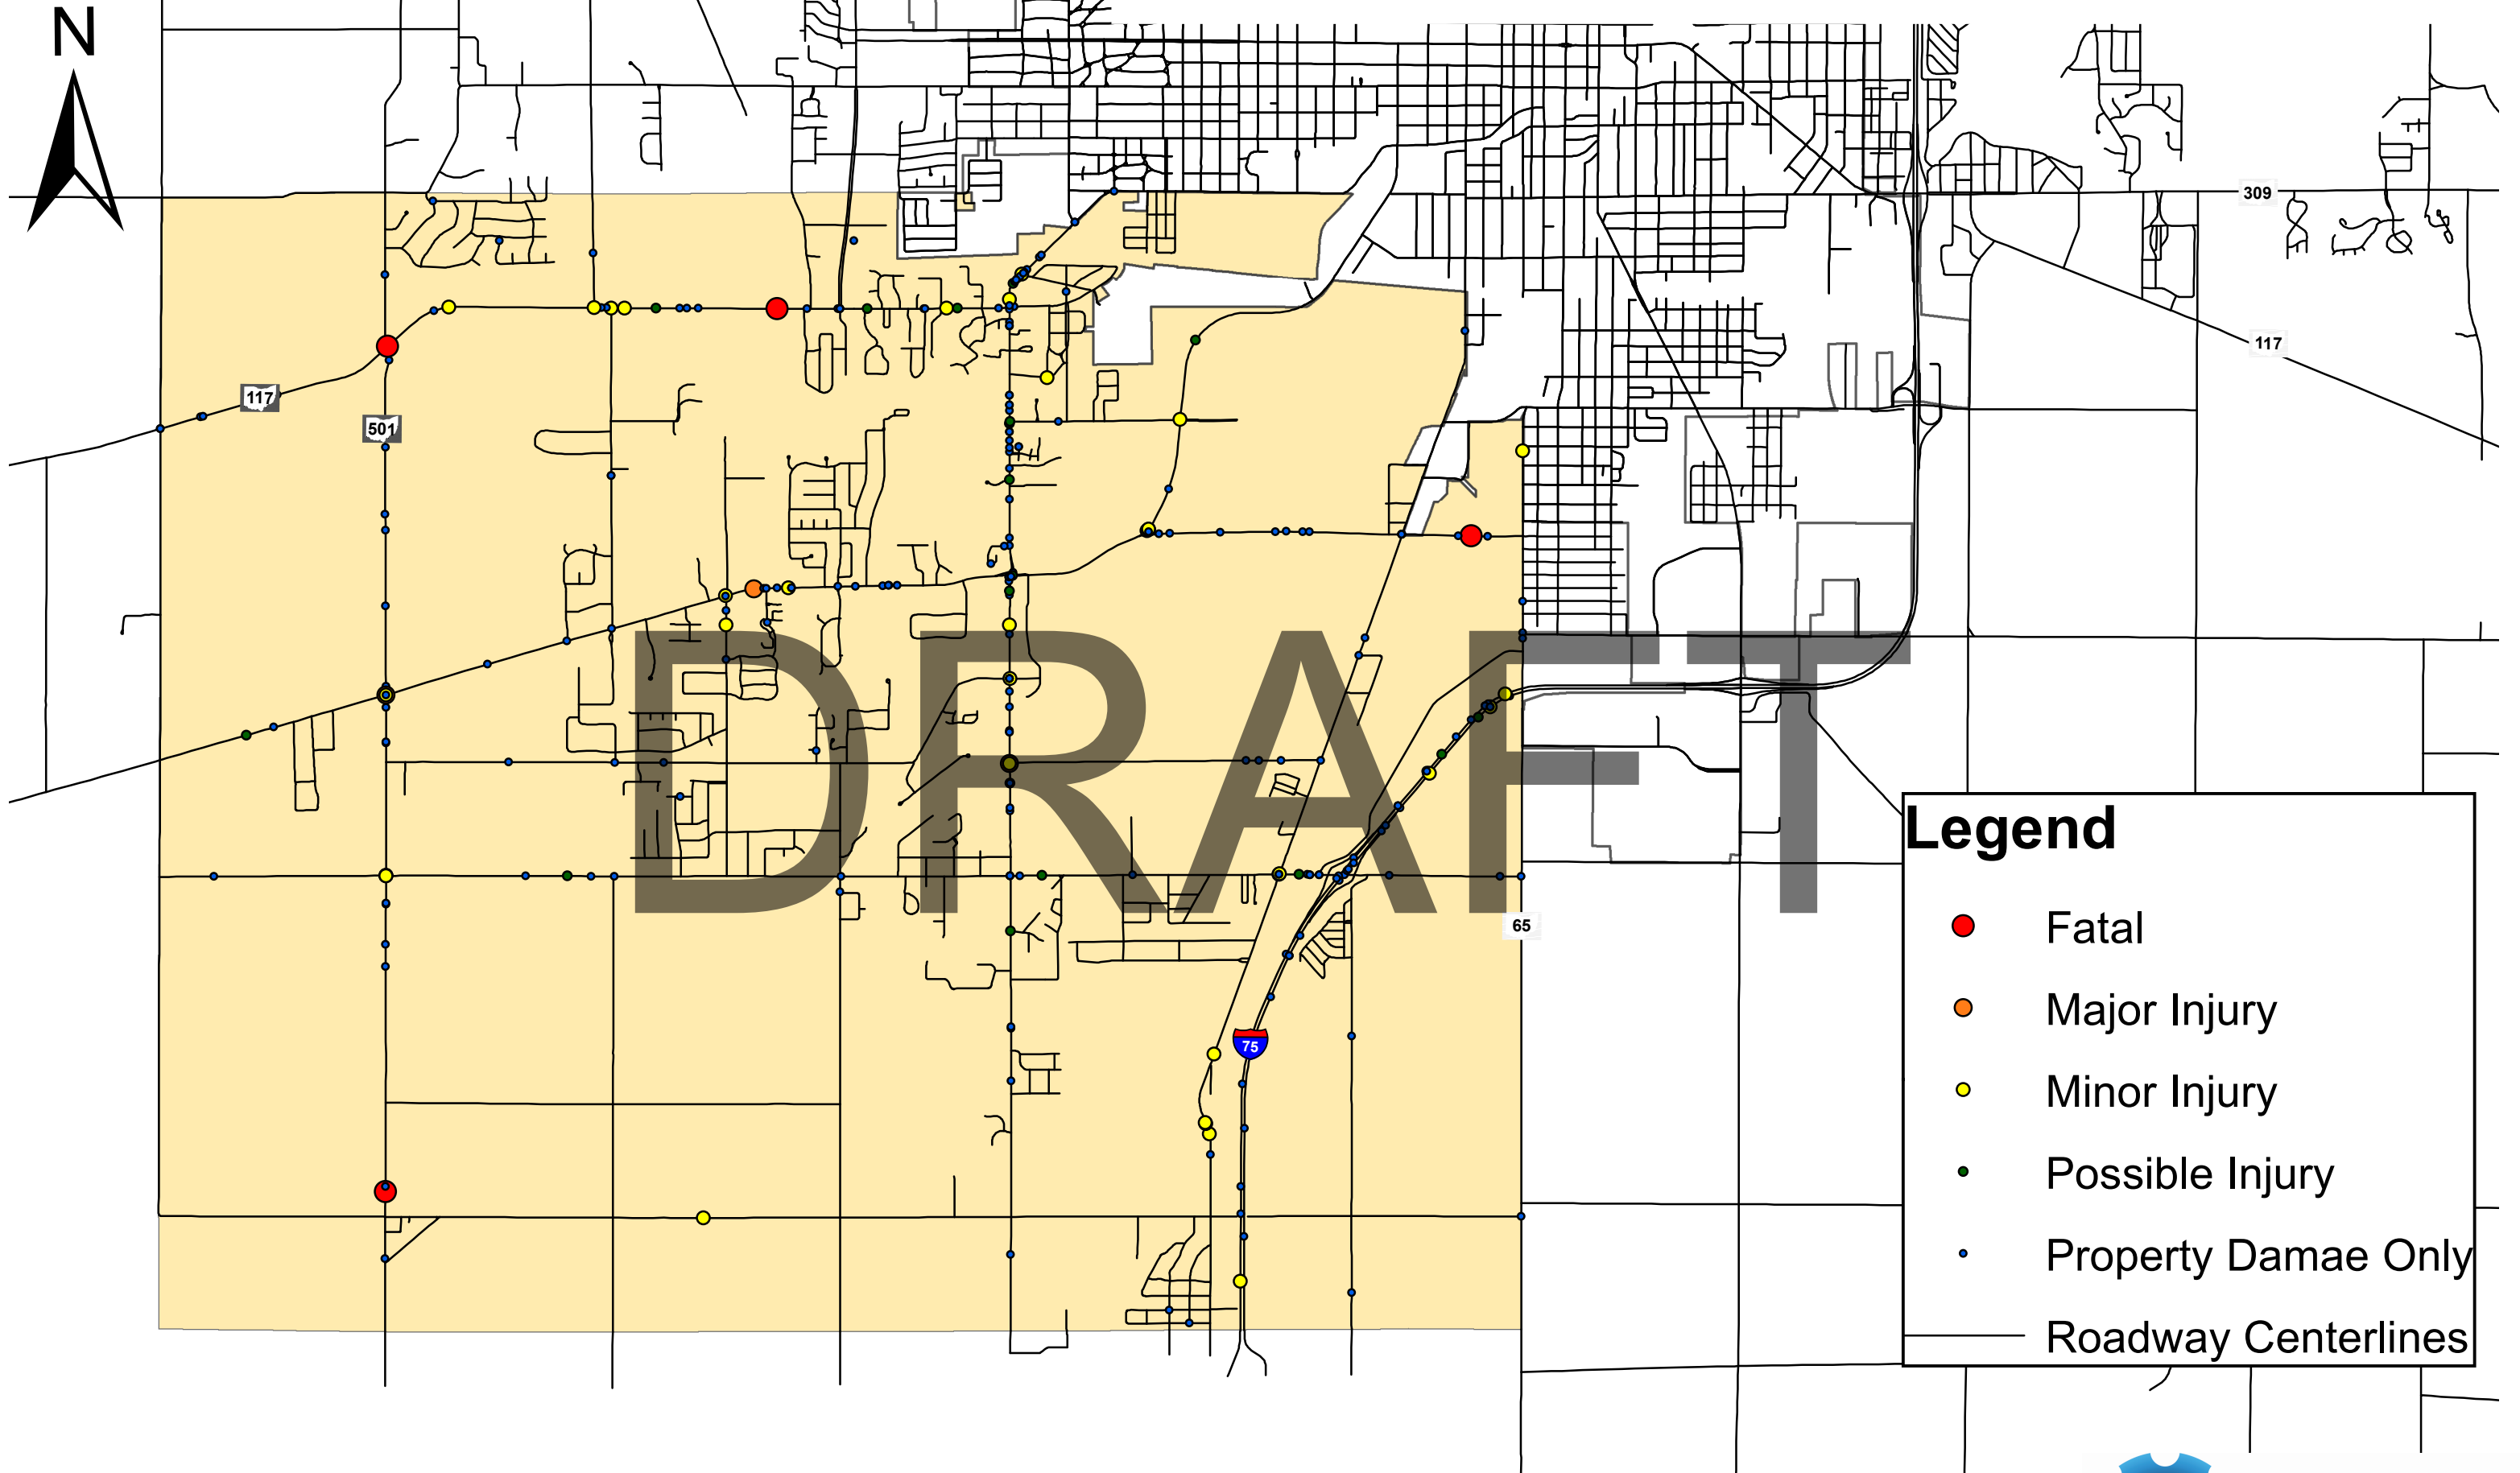 N
309
117
117
501
DRAFT
Legend
65
Fatal
Major Injury
75
Minor Injury
Possible Injury
Property Damae Only
Roadway Centerlines